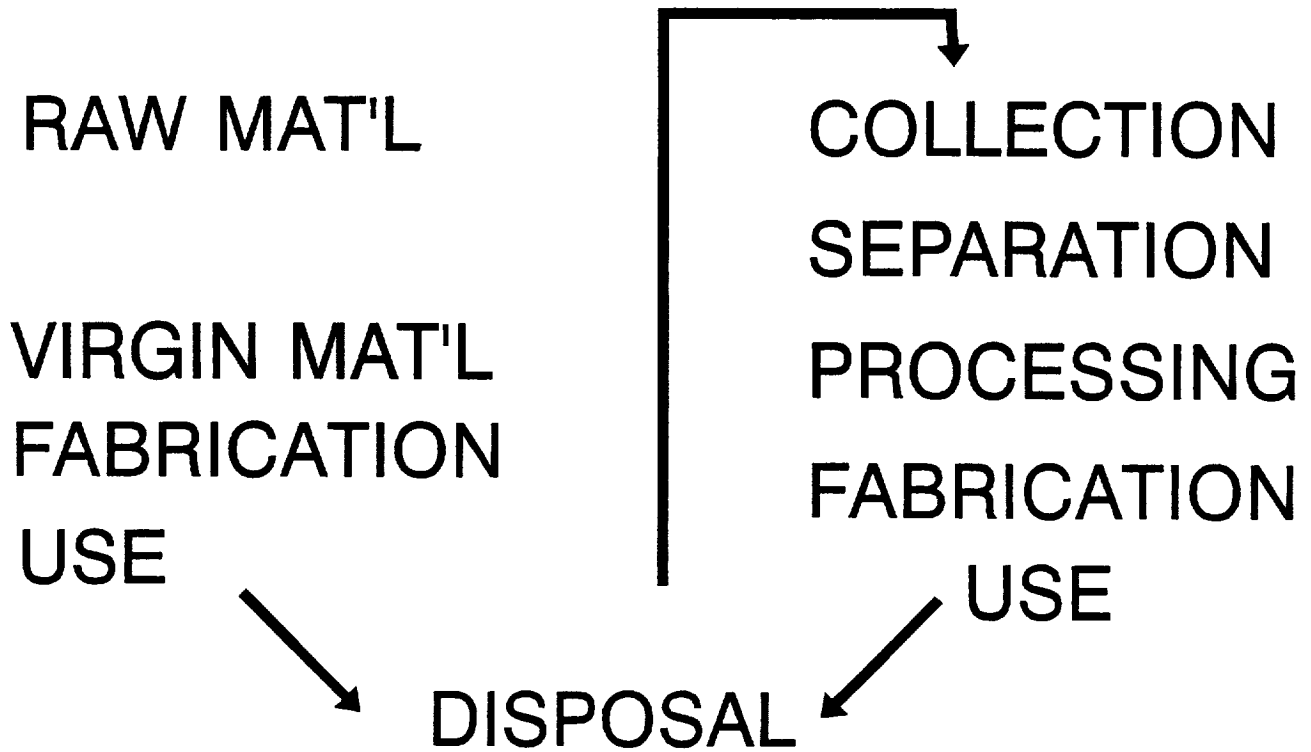 RAW MAT'L
VIRGIN MAT'L
FABRICATION
USE
COLLECTION
SEPARATION
PROCESSING
FABRICATION
USE
DISPOSAL